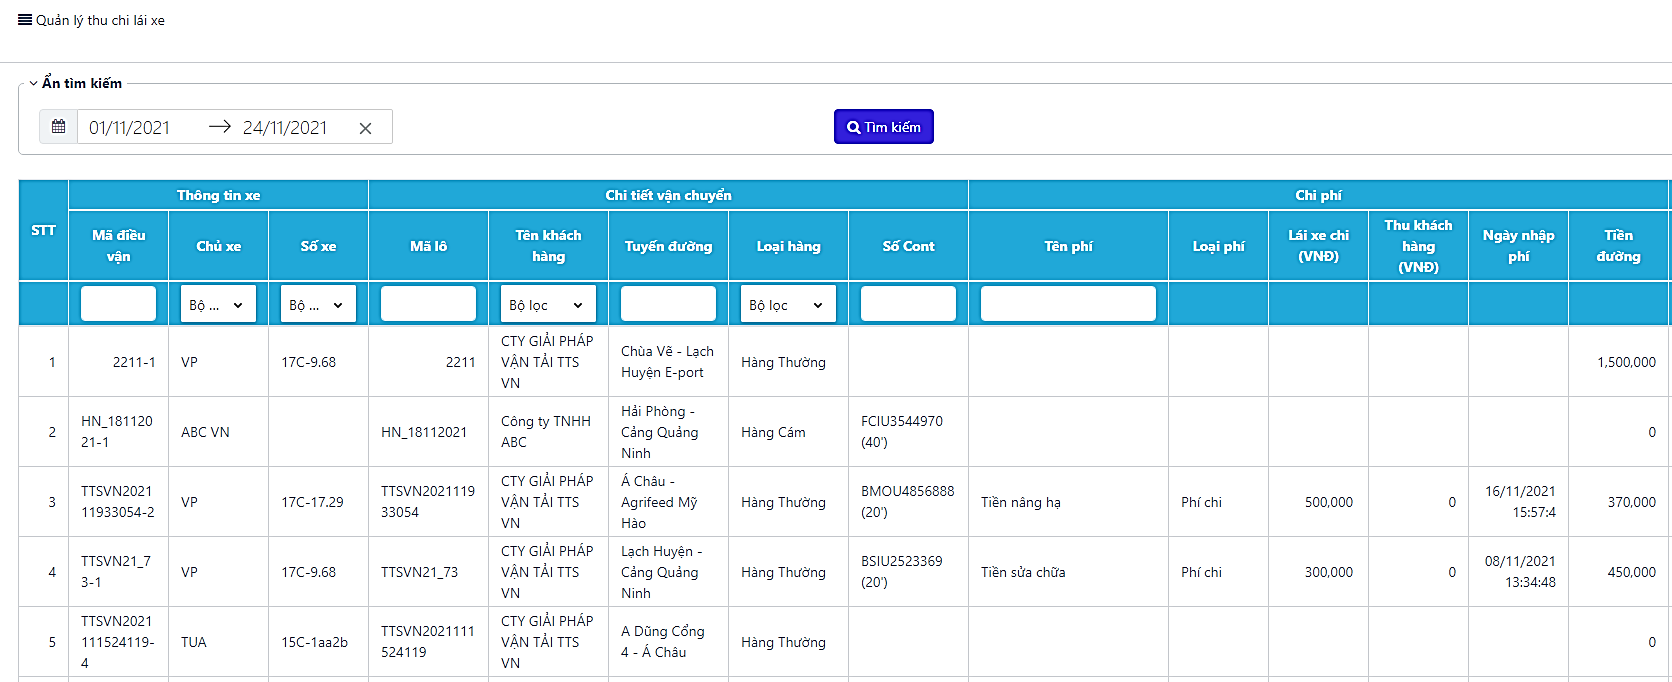 Quản lý thu chi lái xe
Ẩn tìm kiếm
01/11/2021 → 24/11/2021 ×
Tìm kiếm
Thông tin xe Chi tiết vận chuyển Chi phí
STT Mã điều vận Chủ xe Số xe Mã lô Tên khách hàng Tuyến đường Loại hàng Số Cont Tên phí Loại phí Lái xe chi (VNĐ) Thu khách hàng (VNĐ) Ngày nhập phí Tiền đường
Bộ ... Bộ ... Bộ lọc Bộ lọc
1 2211-1 VP 17C-9.68 2211 CTY GIẢI PHÁP VẬN TẢI TTS VN Chùa Vẽ - Lạch Huyện E-port Hàng Thường 1,500,000
2 HN_18112021-1 ABC VN HN_18112021 Công ty TNHH ABC Hải Phòng - Cảng Quảng Ninh Hàng Cám FCIU3544970 (40') 0
3 TTSVN202111933054-2 VP 17C-17.29 TTSVN202111933054 CTY GIẢI PHÁP VẬN TẢI TTS VN Á Châu - Agrifeed Mỹ Hào Hàng Thường BMOU4856888 (20') Tiền nâng hạ Phí chi 500,000 0 16/11/2021 15:57:4 370,000
4 TTSVN21_73-1 VP 17C-9.68 TTSVN21_73 CTY GIẢI PHÁP VẬN TẢI TTS VN Lạch Huyện - Cảng Quảng Ninh Hàng Thường BSIU2523369 (20') Tiền sửa chữa Phí chi 300,000 0 08/11/2021 13:34:48 450,000
5 TTSVN2021111524119-4 TUA 15C-1aa2b TTSVN2021111524119 CTY GIẢI PHÁP VẬN TẢI TTS VN A Dũng Cổng 4 - Á Châu Hàng Thường 0